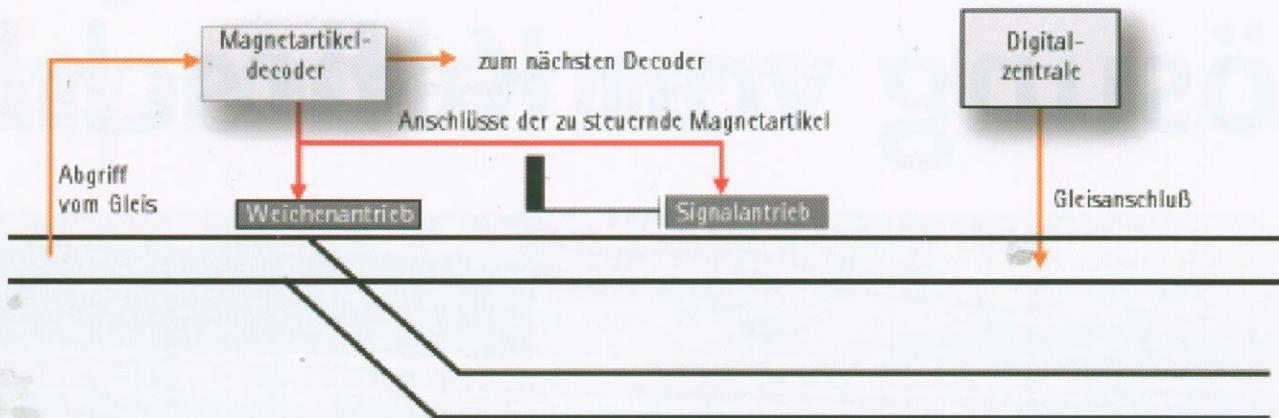 Magnetartikel-
decoder
zum nächsten Decoder
Digital-
zentrale
Anschlüsse der zu steuernde Magnetartikel
Abgriff
vom Gleis
Weichenantrieb
Signalantrieb
Gleisanschluß